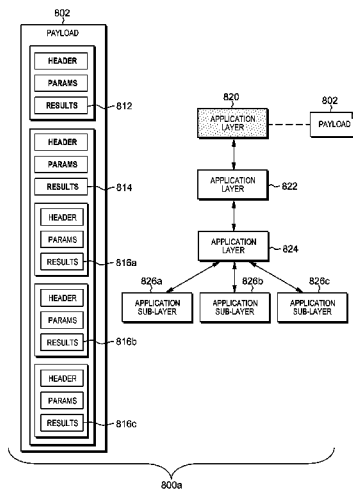 802
PAYLOAD
HEADER
PARAMS
RESULTS
812
HEADER
PARAMS
RESULTS
814
HEADER
PARAMS
RESULTS
816a
HEADER
PARAMS
RESULTS
816b
HEADER
PARAMS
RESULTS
816c
820
APPLICATION
LAYER
802
PAYLOAD
APPLICATION
LAYER
822
APPLICATION
LAYER
824
826a
APPLICATION
SUB-LAYER
826b
APPLICATION
SUB-LAYER
826c
APPLICATION
SUB-LAYER
800a